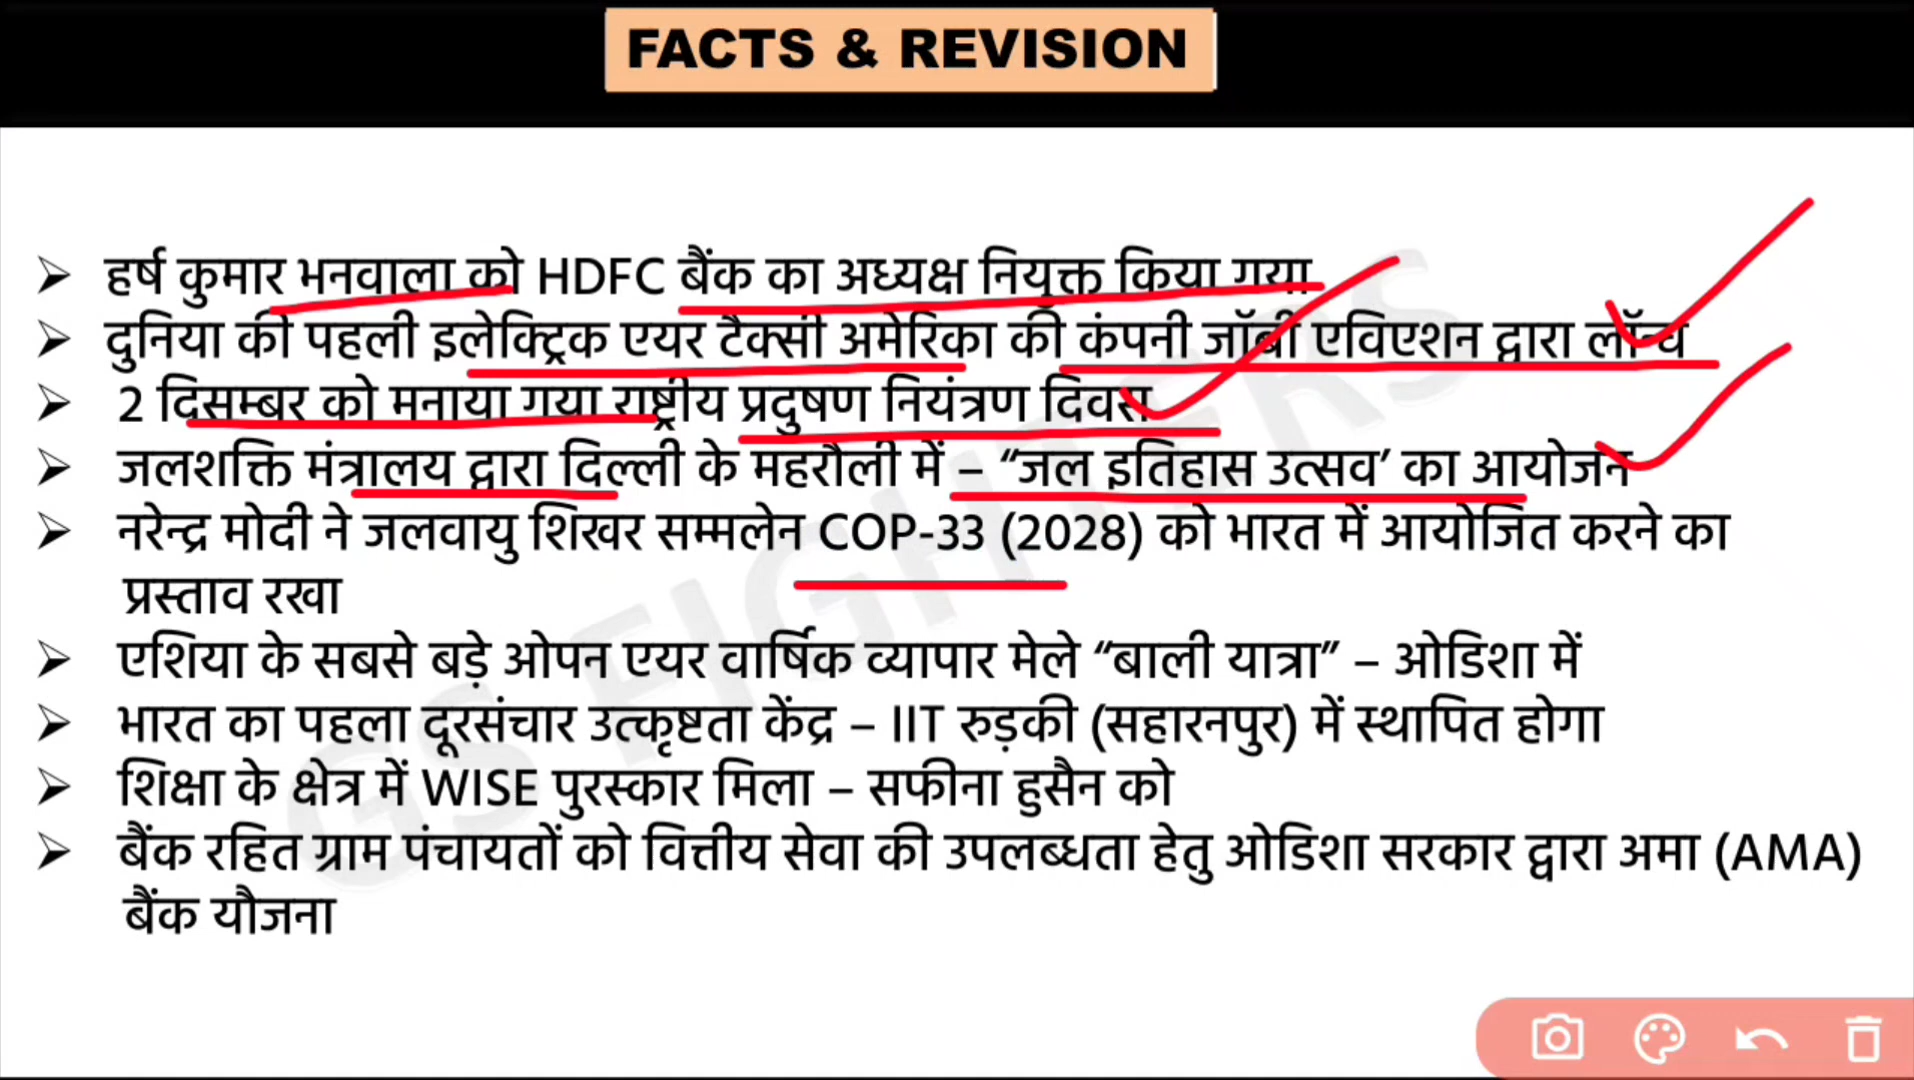 FACTS & REVISION
➢ हर्ष कुमार भनवाला को HDFC बैंक का अध्यक्ष नियुक्त किया गया
➢ दुनिया की पहली इलेक्ट्रिक एयर टैक्सी अमेरिका की कंपनी जॉबी एविएशन द्वारा लॉन्च
➢ 2 दिसम्बर को मनाया गया राष्ट्रीय प्रदुषण नियंत्रण दिवस
➢ जलशक्ति मंत्रालय द्वारा दिल्ली के महरौली में – “जल इतिहास उत्सव’ का आयोजन
➢ नरेन्द्र मोदी ने जलवायु शिखर सम्मलेन COP-33 (2028) को भारत में आयोजित करने का
प्रस्ताव रखा
➢ एशिया के सबसे बड़े ओपन एयर वार्षिक व्यापार मेले “बाली यात्रा” – ओडिशा में
➢ भारत का पहला दूरसंचार उत्कृष्टता केंद्र – IIT रुड़की (सहारनपुर) में स्थापित होगा
➢ शिक्षा के क्षेत्र में WISE पुरस्कार मिला – सफीना हुसैन को
➢ बैंक रहित ग्राम पंचायतों को वित्तीय सेवा की उपलब्धता हेतु ओडिशा सरकार द्वारा अमा (AMA)
बैंक यौजना
GS FIGHTERS